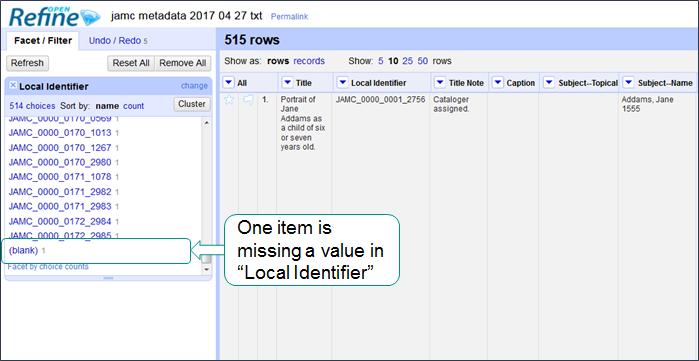 OPEN
Refine jamc metadata 2017 04 27 txt Permalink
Facet / Filter Undo / Redo 5
Refresh Reset All Remove All
Local Identifier change
514 choices Sort by: name count Cluster
JAMC_0000_0170_0569 1
JAMC_0000_0170_1013 1
JAMC_0000_0170_1267 1
JAMC_0000_0170_2980 1
JAMC_0000_0171_1078 1
JAMC_0000_0171_2982 1
JAMC_0000_0171_2983 1
JAMC_0000_0172_2984 1
JAMC_0000_0172_2985 1
(blank) 1
Facet by choice counts
515 rows
Show as: rows records Show: 5 10 25 50 rows
All Title Local Identifier Title Note Caption Subject--Topical Subject--Name
1. Portrait of JAMC_0000_0001_2756 Cataloger Addams, Jane
Jane assigned. 1555
Addams as
a child of six
or seven
years old.
One item is
missing a value in
“Local Identifier”